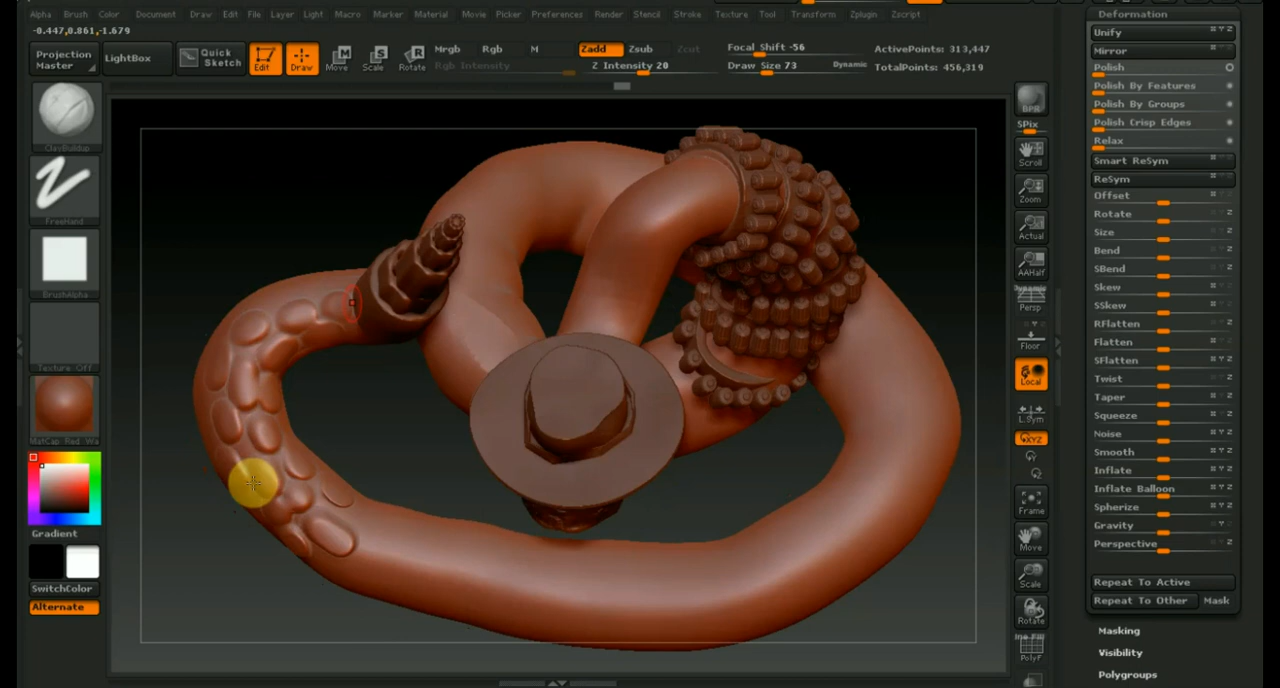 Alpha Brush Color Document Draw Edit File Layer Light Macro Marker Material Movie Picker Preferences Render Stencil Stroke Texture Tool Transform Zplugin Zscript
-0.447,0.861,-1.679
Projection Master
LightBox
Quick Sketch
Edit
Draw
Move
Scale
Rotate
Mrgb Rgb M
Rgb Intensity
Zadd Zsub Zcut
Z Intensity 20
Focal Shift -56
Draw Size 73
Dynamic
ActivePoints: 313,447
TotalPoints: 456,319
ClayBuildup
FreeHand
BrushAlpha
Texture Off
MatCap Red Wa
Gradient
SwitchColor
Alternate
BPR
SPix
Scroll
Zoom
Actual
AAHalf
Dynamic
Persp
Floor
Local
L.Sym
XYZ
Frame
Move
Scale
Rotate
PolyF
Deformation
Unify
Mirror
Polish
Polish By Features
Polish By Groups
Polish Crisp Edges
Relax
Smart ReSym
ReSym
Offset
Rotate
Size
Bend
SBend
Skew
SSkew
RFlatten
Flatten
SFlatten
Twist
Taper
Squeeze
Noise
Smooth
Inflate
Inflate Balloon
Spherize
Gravity
Perspective
Repeat To Active
Repeat To Other Mask
Masking
Visibility
Polygroups